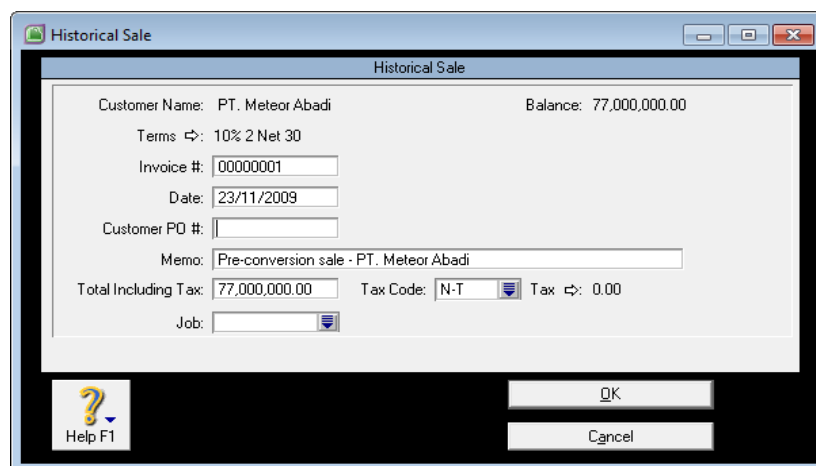 Historical Sale
Historical Sale
Customer Name: PT. Meteor Abadi Balance: 77,000,000.00
Terms ⇨: 10% 2 Net 30
Invoice #: 00000001
Date: 23/11/2009
Customer PO #:
Memo: Pre-conversion sale - PT. Meteor Abadi
Total Including Tax: 77,000,000.00 Tax Code: N-T Tax ⇨: 0.00
Job:
OK
Help F1
Cancel